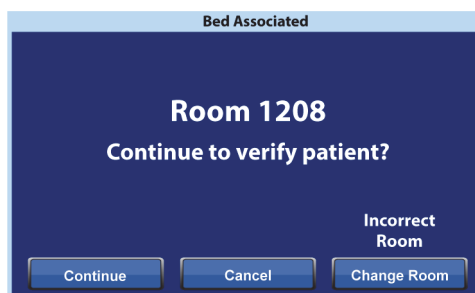 Bed Associated
Room 1208
Continue to verify patient?
Incorrect
Room
Continue
Cancel
Change Room